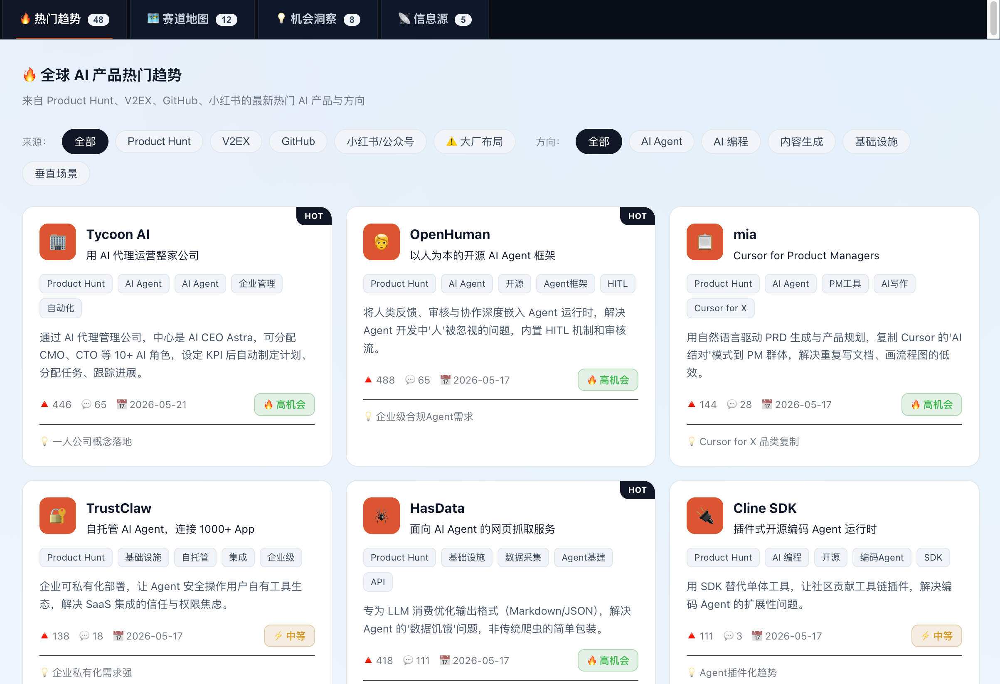 🔥 热门趋势 48
🗺️ 赛道地图 12
💡 机会洞察 8
📡 信息源 5
🔥 全球 AI 产品热门趋势
来自 Product Hunt、V2EX、GitHub、小红书的最新热门 AI 产品与方向
来源： 全部 Product Hunt V2EX GitHub 小红书/公众号 ⚠️ 大厂布局 方向： 全部 AI Agent AI 编程 内容生成 基础设施
垂直场景
HOT
Tycoon AI
用 AI 代理运营整家公司
Product Hunt AI Agent AI Agent 企业管理
自动化
通过 AI 代理管理公司，中心是 AI CEO Astra，可分配
CMO、CTO 等 10+ AI 角色，设定 KPI 后自动制定计划、
分配任务、跟踪进展。
🔺 446 💬 65 📅 2026-05-21 🔥 高机会
💡 一人公司概念落地
HOT
OpenHuman
以人为本的开源 AI Agent 框架
Product Hunt AI Agent 开源 Agent框架 HITL
将人类反馈、审核与协作深度嵌入 Agent 运行时，解决
Agent 开发中'人'被忽视的问题，内置 HITL 机制和审核
流。
🔺 488 💬 65 📅 2026-05-17 🔥 高机会
💡 企业级合规Agent需求
mia
Cursor for Product Managers
Product Hunt AI Agent PM工具 AI写作
Cursor for X
用自然语言驱动 PRD 生成与产品规划，复制 Cursor 的'AI
结对'模式到 PM 群体，解决重复写文档、画流程图的低
效。
🔺 144 💬 28 📅 2026-05-17 🔥 高机会
💡 Cursor for X 品类复制
TrustClaw
自托管 AI Agent，连接 1000+ App
Product Hunt 基础设施 自托管 集成 企业级
企业可私有化部署，让 Agent 安全操作用户自有工具生
态，解决 SaaS 集成的信任与权限焦虑。
🔺 138 💬 18 📅 2026-05-17 ⚡ 中等
💡 企业私有化需求强
HOT
HasData
面向 AI Agent 的网页抓取服务
Product Hunt 基础设施 数据采集 Agent基建
API
专为 LLM 消费优化输出格式（Markdown/JSON），解决
Agent 的'数据饥饿'问题，非传统爬虫的简单包装。
🔺 418 💬 111 📅 2026-05-17 🔥 高机会
Cline SDK
插件式开源编码 Agent 运行时
Product Hunt AI 编程 开源 编码Agent SDK
用 SDK 替代单体工具，让社区贡献工具链插件，解决编
码 Agent 的扩展性问题。
🔺 111 💬 3 📅 2026-05-17 ⚡ 中等
💡 Agent插件化趋势